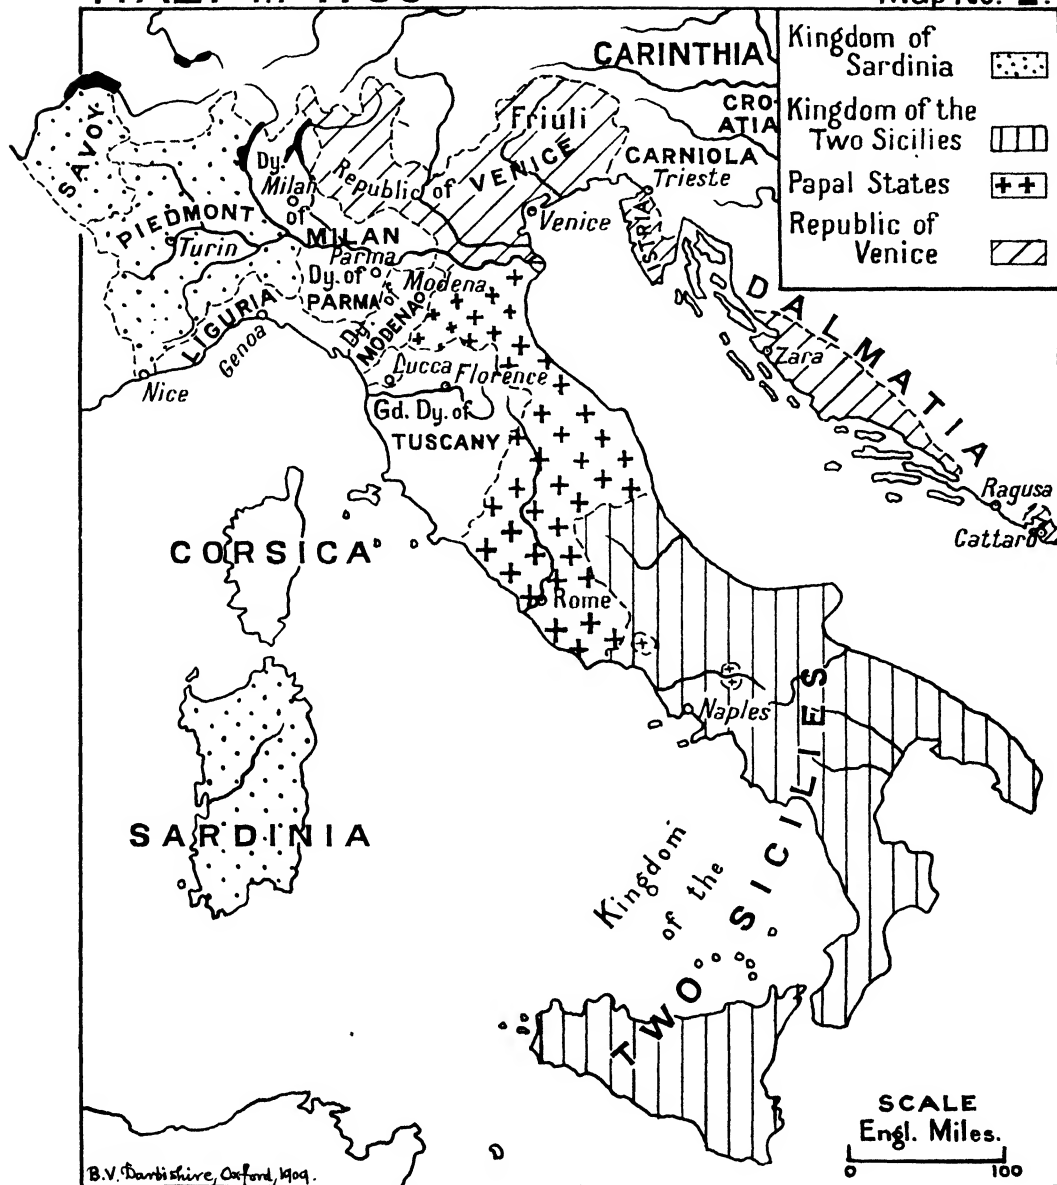 Kingdom of
Sardinia
Kingdom of the
Two Sicilies
Papal States
Republic of
Venice
CARINTHIA
CRO-
ATIA
CARNIOLA
Trieste
Friuli
Republic of VENICE
Venice
ISTRIA
DALMATIA
Zara
Ragusa
Cattaro
SAVOY
PIEDMONT
Turin
Dy.
Milan
of
MILAN
Parma
Dy. of
PARMA
Modena
Dy. of
MODENA
LIGURIA
Genoa
Nice
Lucca
Florence
Gd. Dy. of
TUSCANY
CORSICA
Rome
Naples
SARDINIA
Kingdom
of the
TWO SICILIES
SCALE
Engl. Miles.
0 100
B.V. Darbishire, Oxford, 1909.